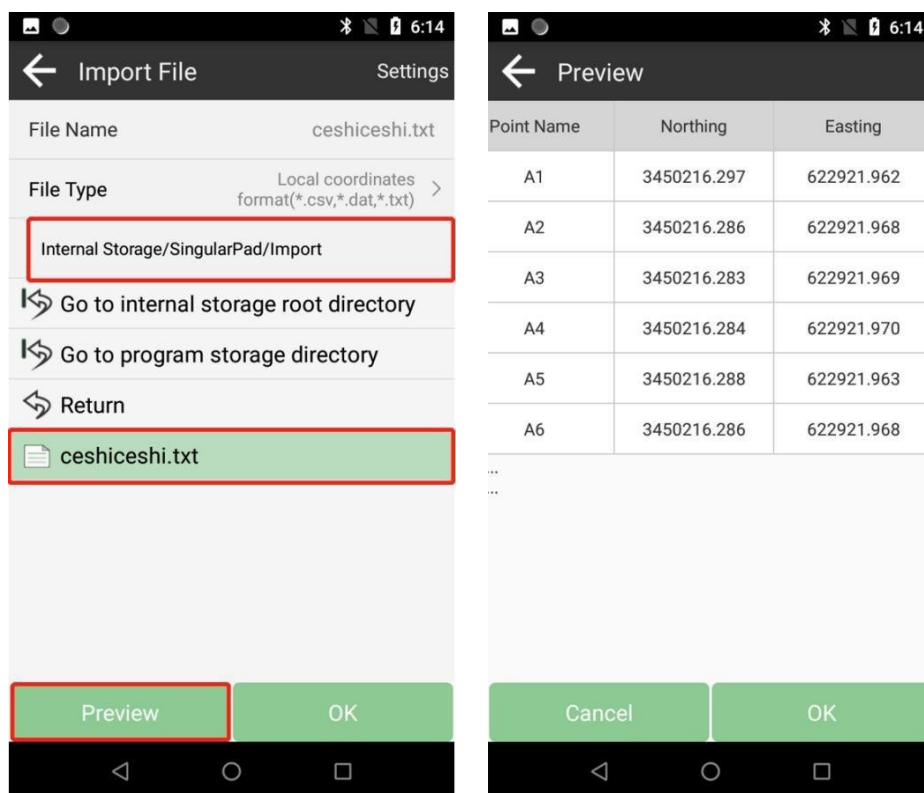 6:14
Import File Settings
File Name ceshiceshi.txt
File Type Local coordinates
format(*.csv,*.dat,*.txt)
Internal Storage/SingularPad/Import
Go to internal storage root directory
Go to program storage directory
Return
ceshiceshi.txt
Preview OK
6:14
Preview
Point Name Northing Easting
A1 3450216.297 622921.962
A2 3450216.286 622921.968
A3 3450216.283 622921.969
A4 3450216.284 622921.970
A5 3450216.288 622921.963
A6 3450216.286 622921.968
...
...
Cancel OK